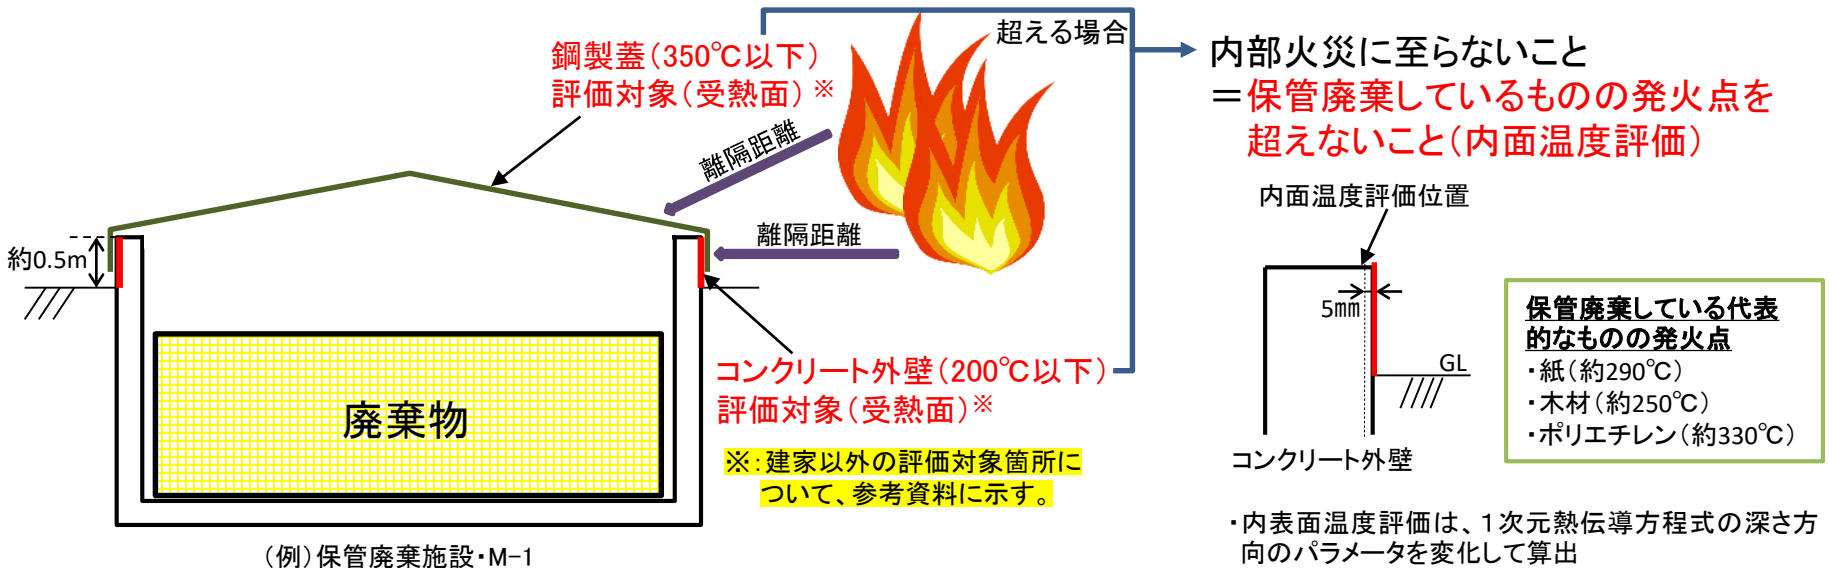 超える場合
鋼製蓋(350℃以下)
評価対象(受熱面)※
離隔距離
離隔距離
約0.5m
廃棄物
コンクリート外壁(200℃以下)
評価対象(受熱面)※
※:建家以外の評価対象箇所に
ついて、参考資料に示す。
(例)保管廃棄施設・M-1
内部火災に至らないこと
=保管廃棄しているものの発火点を
超えないこと(内面温度評価)
内面温度評価位置
5mm
GL
コンクリート外壁
保管廃棄している代表
的なものの発火点
・紙(約290℃)
・木材(約250℃)
・ポリエチレン(約330℃)
・内表面温度評価は、1次元熱伝導方程式の深さ方
向のパラメータを変化して算出